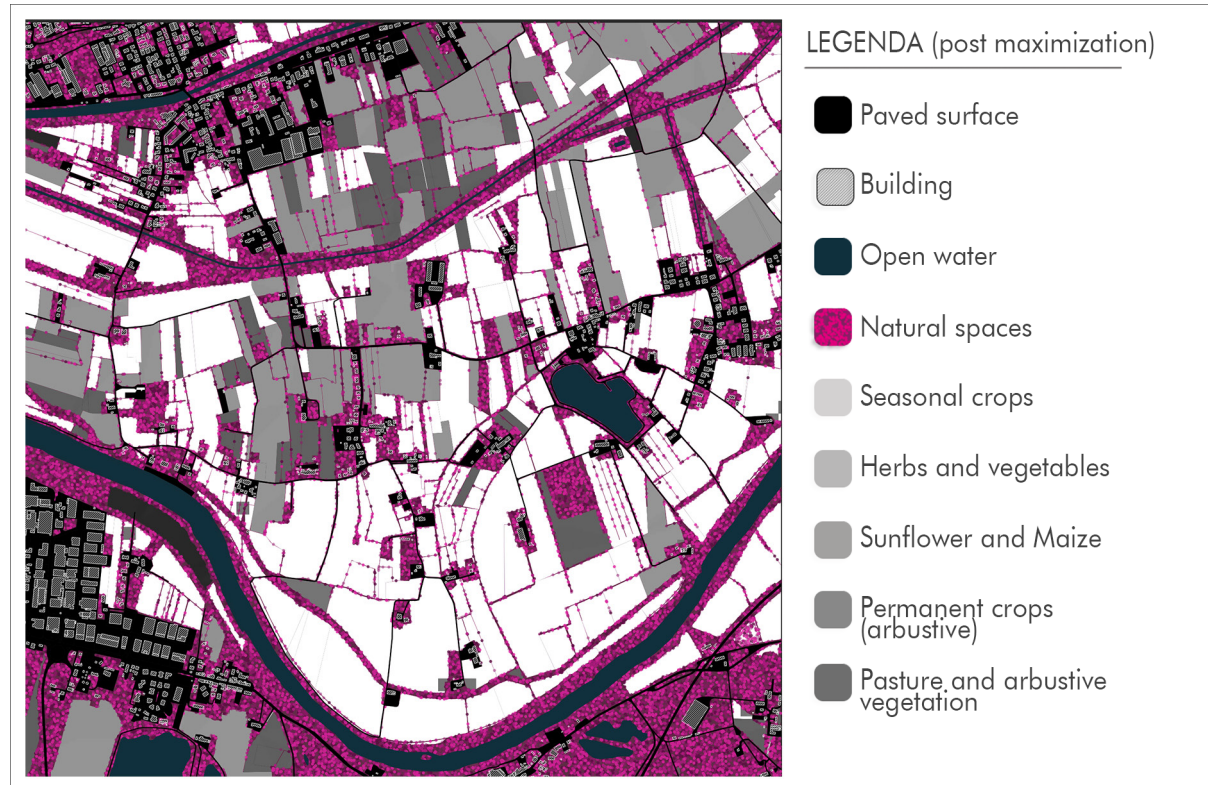 LEGENDA (post maximization)
Paved surface
Building
Open water
Natural spaces
Seasonal crops
Herbs and vegetables
Sunflower and Maize
Permanent crops
(arbustive)
Pasture and arbustive
vegetation